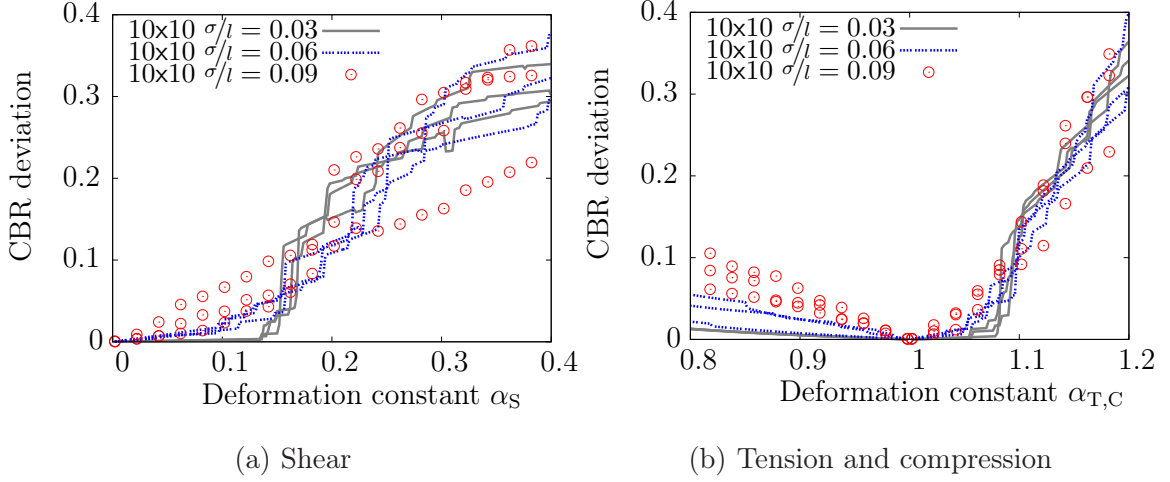 0.4
0.3
0.2
0.1
0
CBR deviation
10x10 σ/l = 0.03
10x10 σ/l = 0.06
10x10 σ/l = 0.09
0 0.1 0.2 0.3 0.4
Deformation constant αS
(a) Shear
0.4
0.3
0.2
0.1
0
CBR deviation
10x10 σ/l = 0.03
10x10 σ/l = 0.06
10x10 σ/l = 0.09
0.8 0.9 1 1.1 1.2
Deformation constant αT,C
(b) Tension and compression